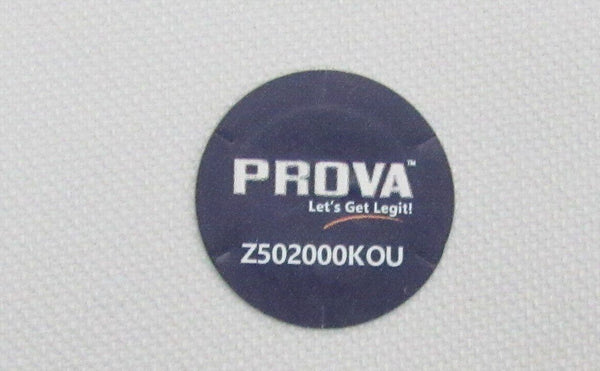 PROVA™
Let's Get Legit!
Z502000KOU